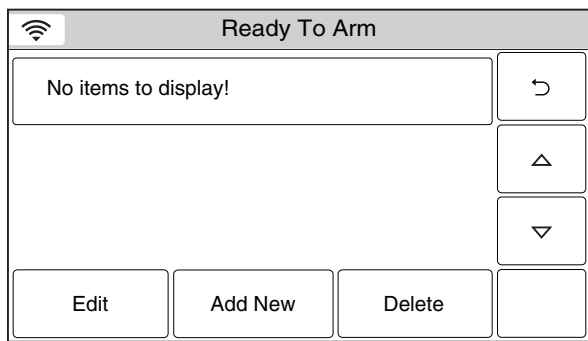 Ready To Arm
No items to display!
Edit
Add New
Delete